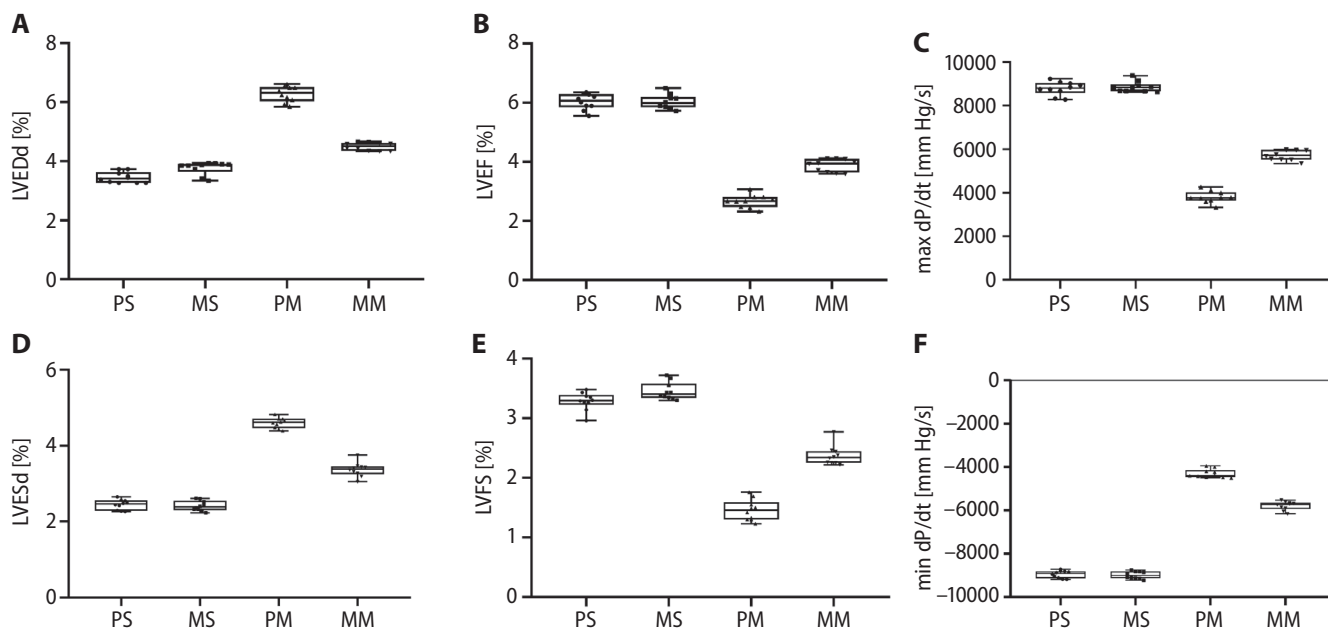 A
8
6
4
2
0
LVEDd [%]
PS MS PM MM
B
8
6
4
2
0
LVEF [%]
PS MS PM MM
C
10000
8000
6000
4000
2000
0
max dP/dt [mm Hg/s]
PS MS PM MM
D
6
4
2
0
LVESd [%]
PS MS PM MM
E
4
3
2
1
0
LVFS [%]
PS MS PM MM
F
0
−2000
−4000
−6000
−8000
−10000
min dP/dt [mm Hg/s]
PS MS PM MM